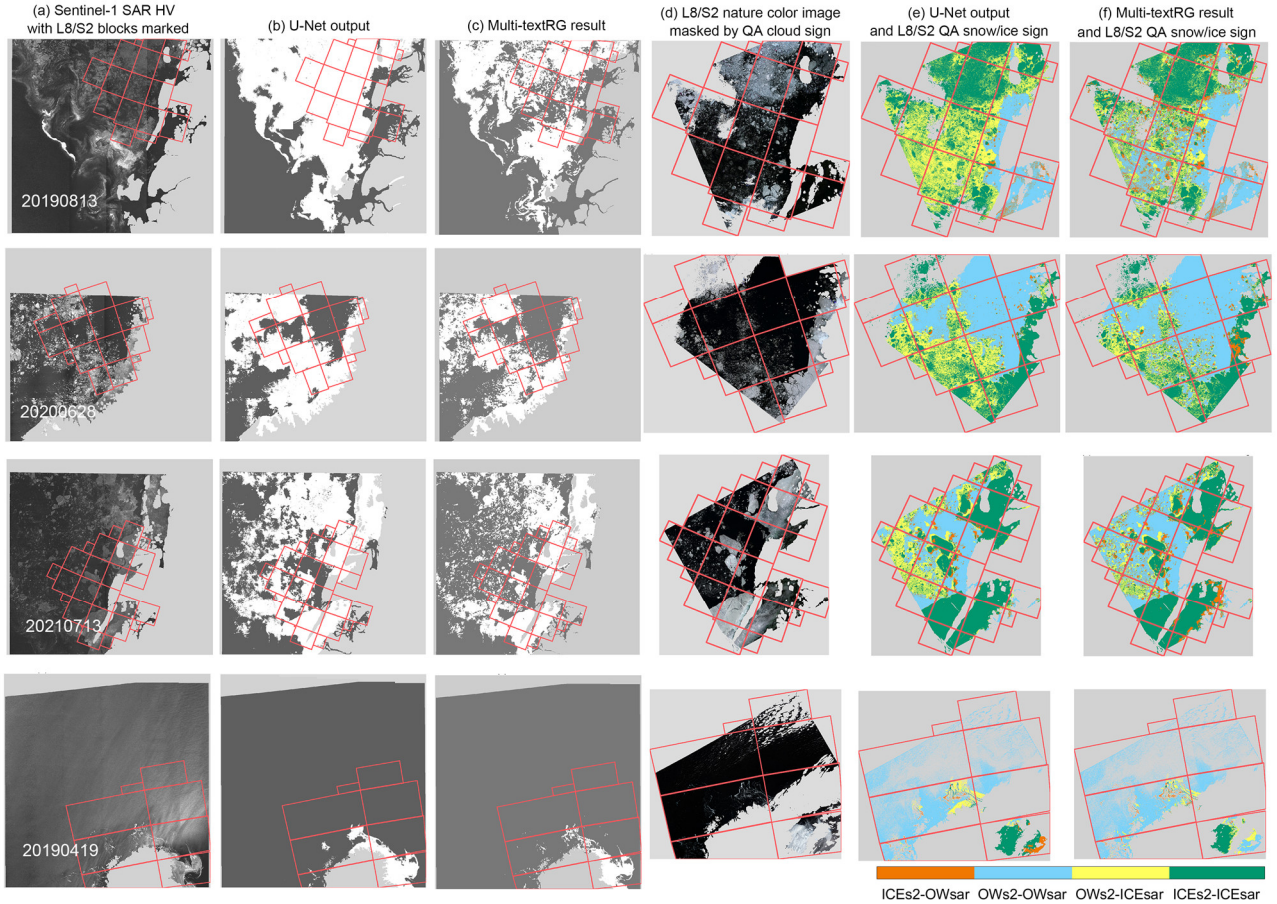 (a) Sentinel-1 SAR HV
with L8/S2 blocks marked
(b) U-Net output
(c) Multi-textRG result
(d) L8/S2 nature color image
masked by QA cloud sign
(e) U-Net output
and L8/S2 QA snow/ice sign
(f) Multi-textRG result
and L8/S2 QA snow/ice sign
20190813
20200628
20210713
20190419
ICEs2-OWsar
OWs2-OWsar
OWs2-ICEsar
ICEs2-ICEsar